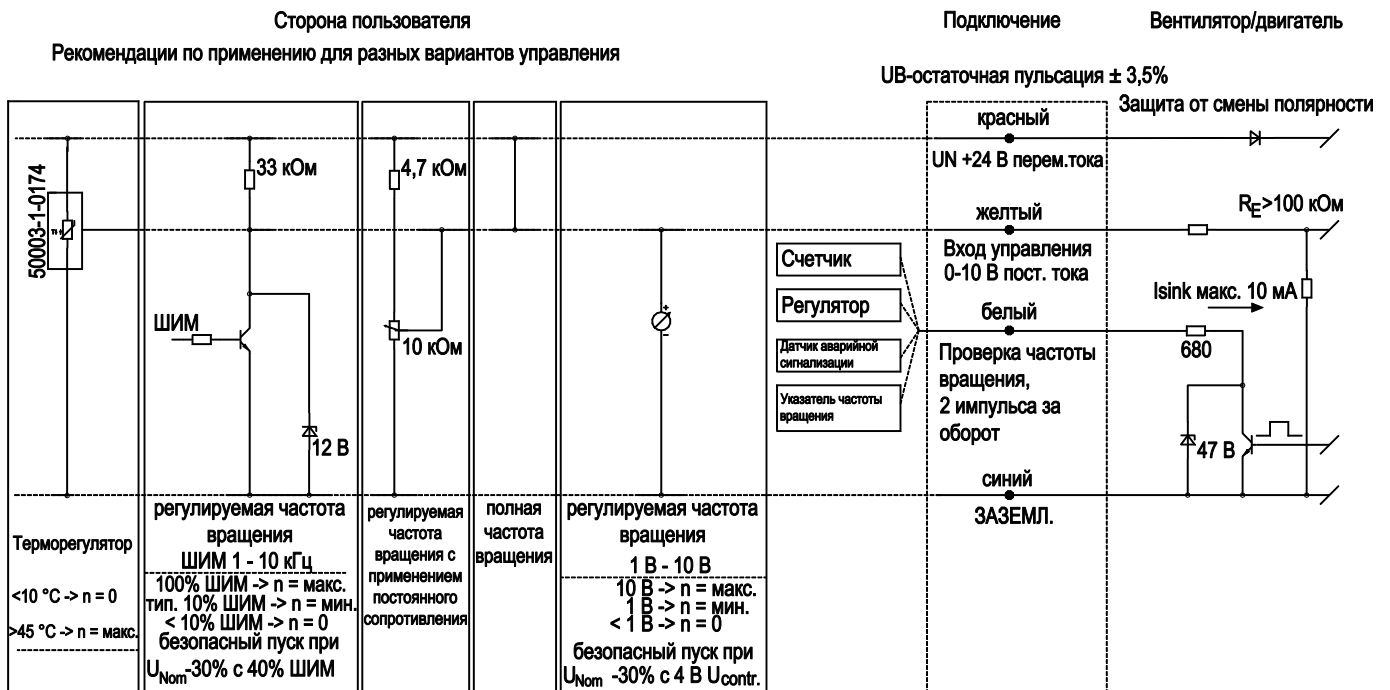 Сторона пользователя
Рекомендации по применению для разных вариантов управления
Подключение
Вентилятор/двигатель
UB-остаточная пульсация ± 3,5%
Защита от смены полярности
50003-1-0174
33 кОм
ШИМ
12 В
4,7 кОм
10 кОм
+
–
Счетчик
Регулятор
Датчик аварийной
сигнализации
Указатель частоты
вращения
красный
UN +24 В перем.тока
желтый
Вход управления
0-10 В пост. тока
белый
Проверка частоты
вращения,
2 импульса за
оборот
синий
ЗАЗЕМЛ.
RE>100 кОм
Isink макс. 10 мА
680
47 В
Терморегулятор
<10 °C -> n = 0
>45 °C -> n = макс.
регулируемая частота
вращения
ШИМ 1 - 10 кГц
100% ШИМ -> n = макс.
тип. 10% ШИМ -> n = мин.
< 10% ШИМ -> n = 0
безопасный пуск при
UNom-30% с 40% ШИМ
регулируемая
частота
вращения с
применением
постоянного
сопротивления
полная
частота
вращения
регулируемая частота
вращения
1 В - 10 В
10 В -> n = макс.
1 В -> n = мин.
< 1 В -> n = 0
безопасный пуск при
UNom -30% с 4 В Ucontr.